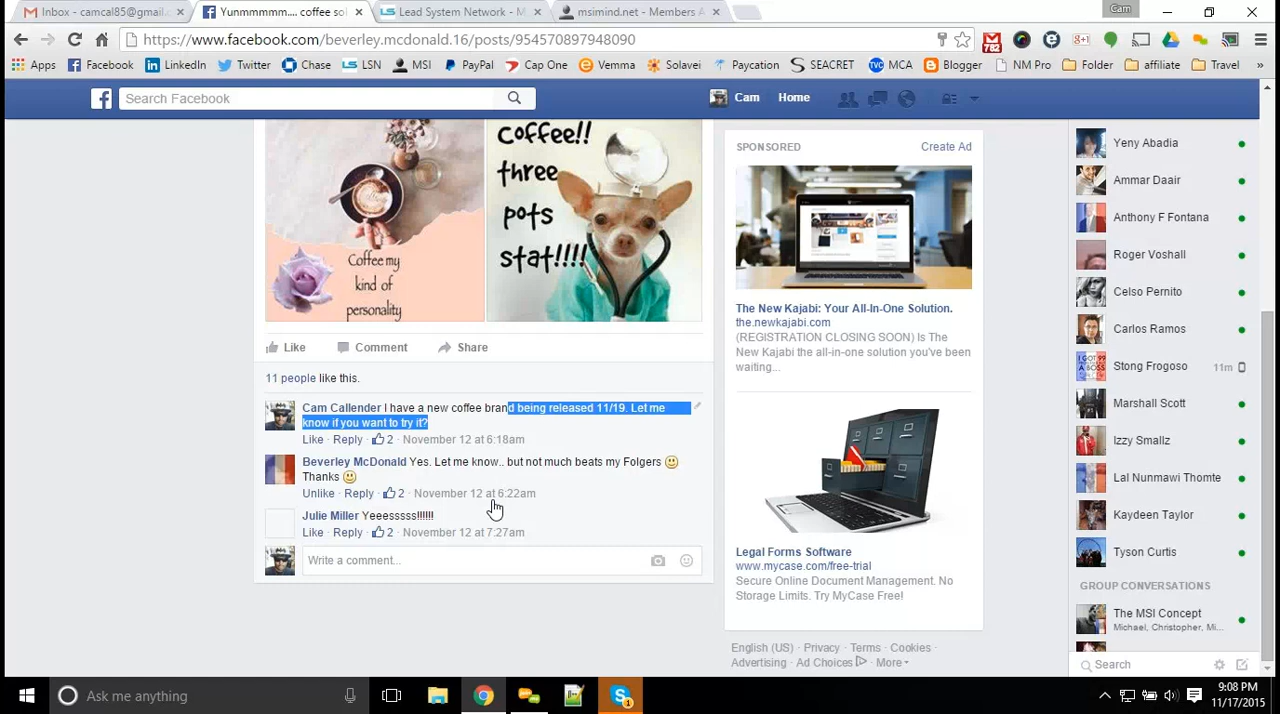 Inbox - camcal85@gmail.
Yunmmmmm.... coffee sol
Lead System Network - M
msimind.net - Members A
Cam
https://www.facebook.com/beverley.mcdonald.16/posts/954570897948090
782
Apps Facebook LinkedIn Twitter Chase LSN MSI PayPal Cap One Vemma Solavei Paycation SEACRET MCA Blogger NM Pro Folder affiliate Travel »
Search Facebook
Cam Home
Coffee my
kind of
personality
Coffee!!
three
pots
stat!!!!
Like Comment Share
11 people like this.
Cam Callender I have a new coffee brand being released 11/19. Let me
know if you want to try it?
Like · Reply · 2 · November 12 at 6:18am
Beverley McDonald Yes. Let me know.. but not much beats my Folgers
Thanks
Unlike · Reply · 2 · November 12 at 6:22am
Julie Miller Yeeesssss!!!!!!
Like · Reply · 2 · November 12 at 7:27am
Write a comment...
SPONSORED Create Ad
The New Kajabi: Your All-In-One Solution.
the.newkajabi.com
(REGISTRATION CLOSING SOON) Is The
New Kajabi the all-in-one solution you've been
waiting...
Legal Forms Software
www.mycase.com/free-trial
Secure Online Document Management. No
Storage Limits. Try MyCase Free!
English (US) · Privacy · Terms · Cookies ·
Advertising · Ad Choices · More
Yeny Abadia
Ammar Daair
Anthony F Fontana
Roger Voshall
Celso Pernito
Carlos Ramos
Stong Frogoso 11m
Marshall Scott
Izzy Smallz
Lal Nunmawi Thomte
Kaydeen Taylor
Tyson Curtis
GROUP CONVERSATIONS
The MSI Concept
Michael, Christopher, Mi...
Search
Ask me anything
9:08 PM
11/17/2015